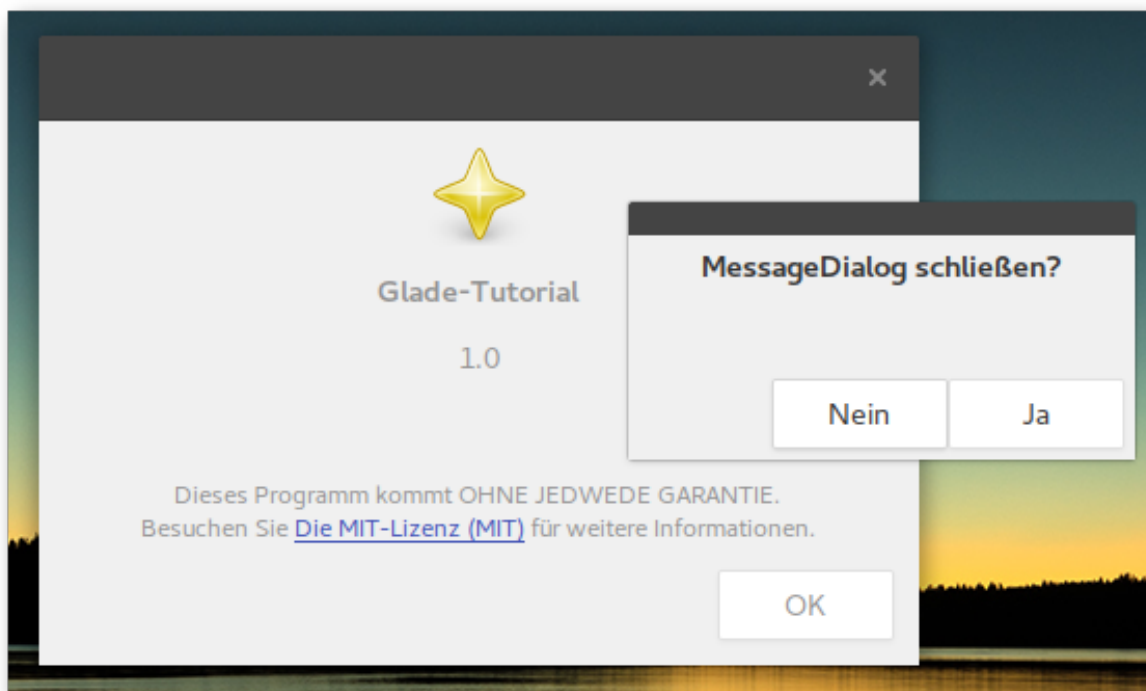 Glade-Tutorial
1.0
Dieses Programm kommt OHNE JEDWEDE GARANTIE.
Besuchen Sie Die MIT-Lizenz (MIT) für weitere Informationen.
OK
MessageDialog schließen?
Nein
Ja